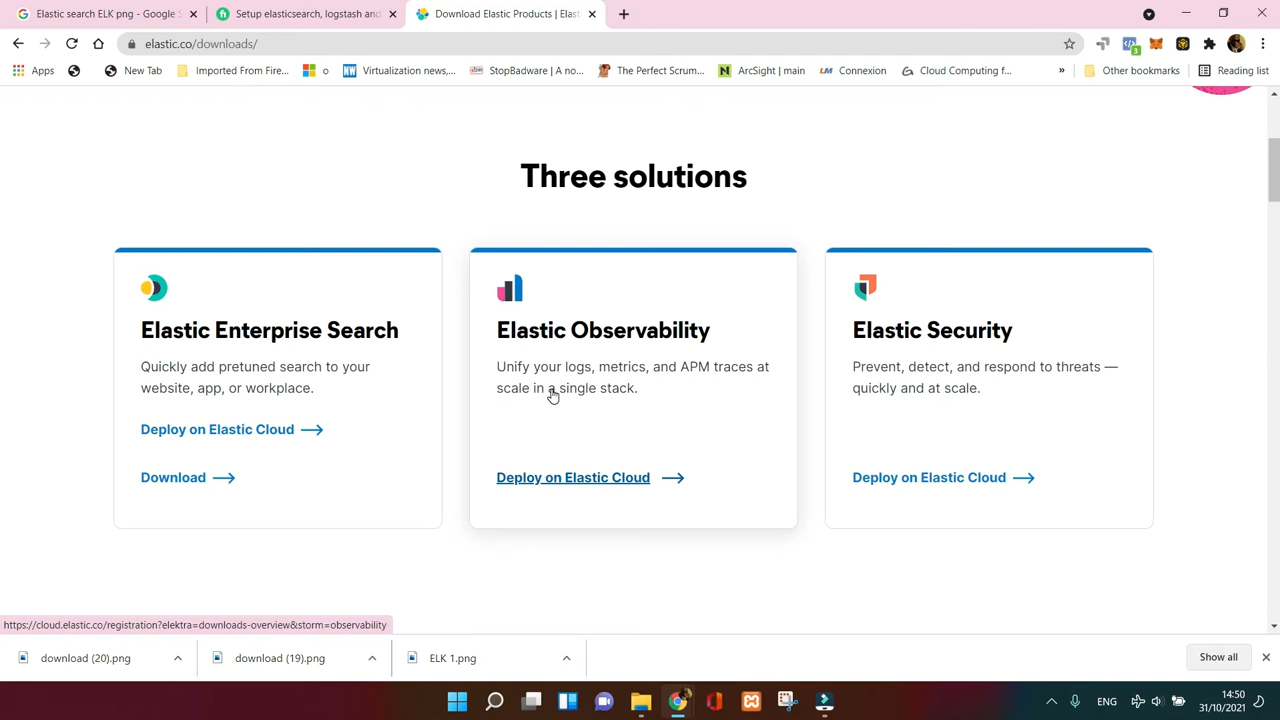 Elastic search ELK png - Google S
Setup elasticsearch, logstash and
Download Elastic Products | Elast
elastic.co/downloads/
3
Apps
New Tab
Imported From Fire...
o
NW
Virtualization news,...
StopBadware | A no...
The Perfect Scrum...
N
ArcSight | main
LM
Connexion
Cloud Computing f...
»
Other bookmarks
Reading list
Three solutions
Elastic Enterprise Search
Quickly add pretuned search to your
website, app, or workplace.
Deploy on Elastic Cloud
Download
Elastic Observability
Unify your logs, metrics, and APM traces at
scale in a single stack.
Deploy on Elastic Cloud
Elastic Security
Prevent, detect, and respond to threats —
quickly and at scale.
Deploy on Elastic Cloud
https://cloud.elastic.co/registration?elektra=downloads-overview&storm=observability
download (20).png
download (19).png
ELK 1.png
Show all
ENG
14:50
31/10/2021